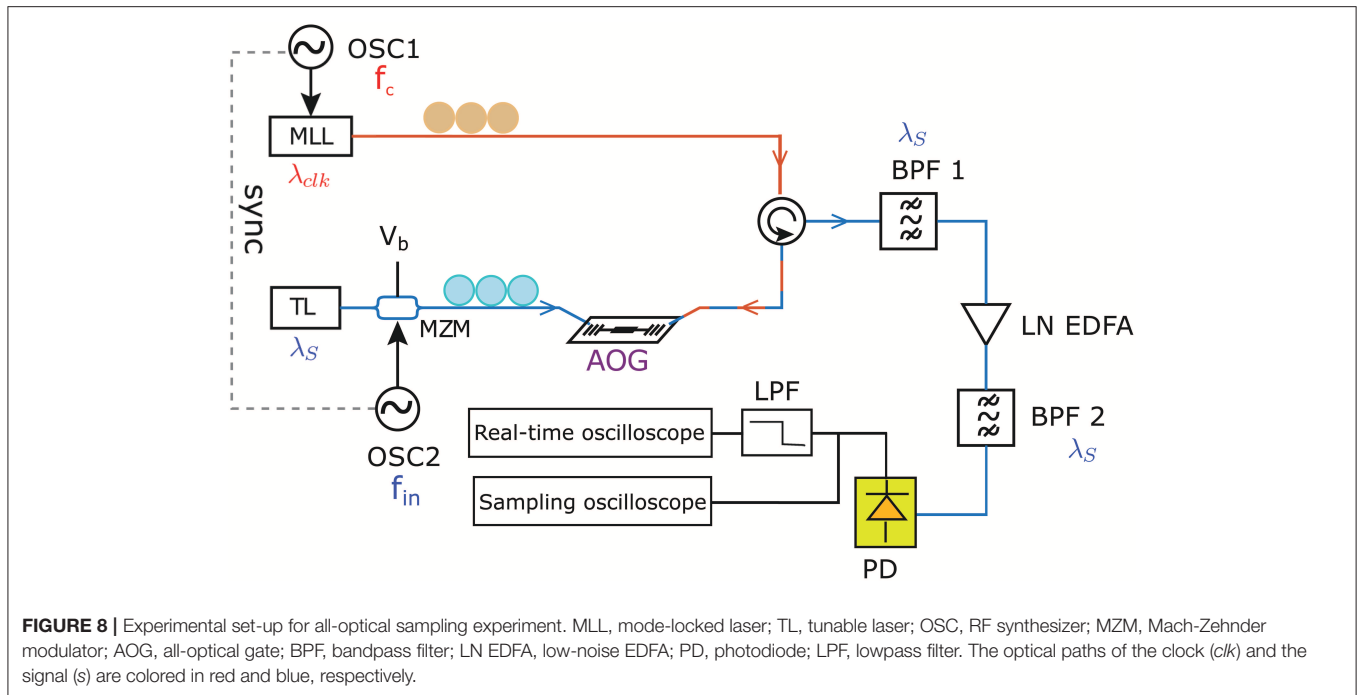 OSC1
f_c
MLL
λ_clk
sync
λ_S
BPF 1
V_b
TL
MZM
λ_S
AOG
LN EDFA
OSC2
f_in
LPF
Real-time oscilloscope
Sampling oscilloscope
BPF 2
λ_S
PD
FIGURE 8 | Experimental set-up for all-optical sampling experiment. MLL, mode-locked laser; TL, tunable laser; OSC, RF synthesizer; MZM, Mach-Zehnder
modulator; AOG, all-optical gate; BPF, bandpass filter; LN EDFA, low-noise EDFA; PD, photodiode; LPF, lowpass filter. The optical paths of the clock (clk) and the
signal (s) are colored in red and blue, respectively.